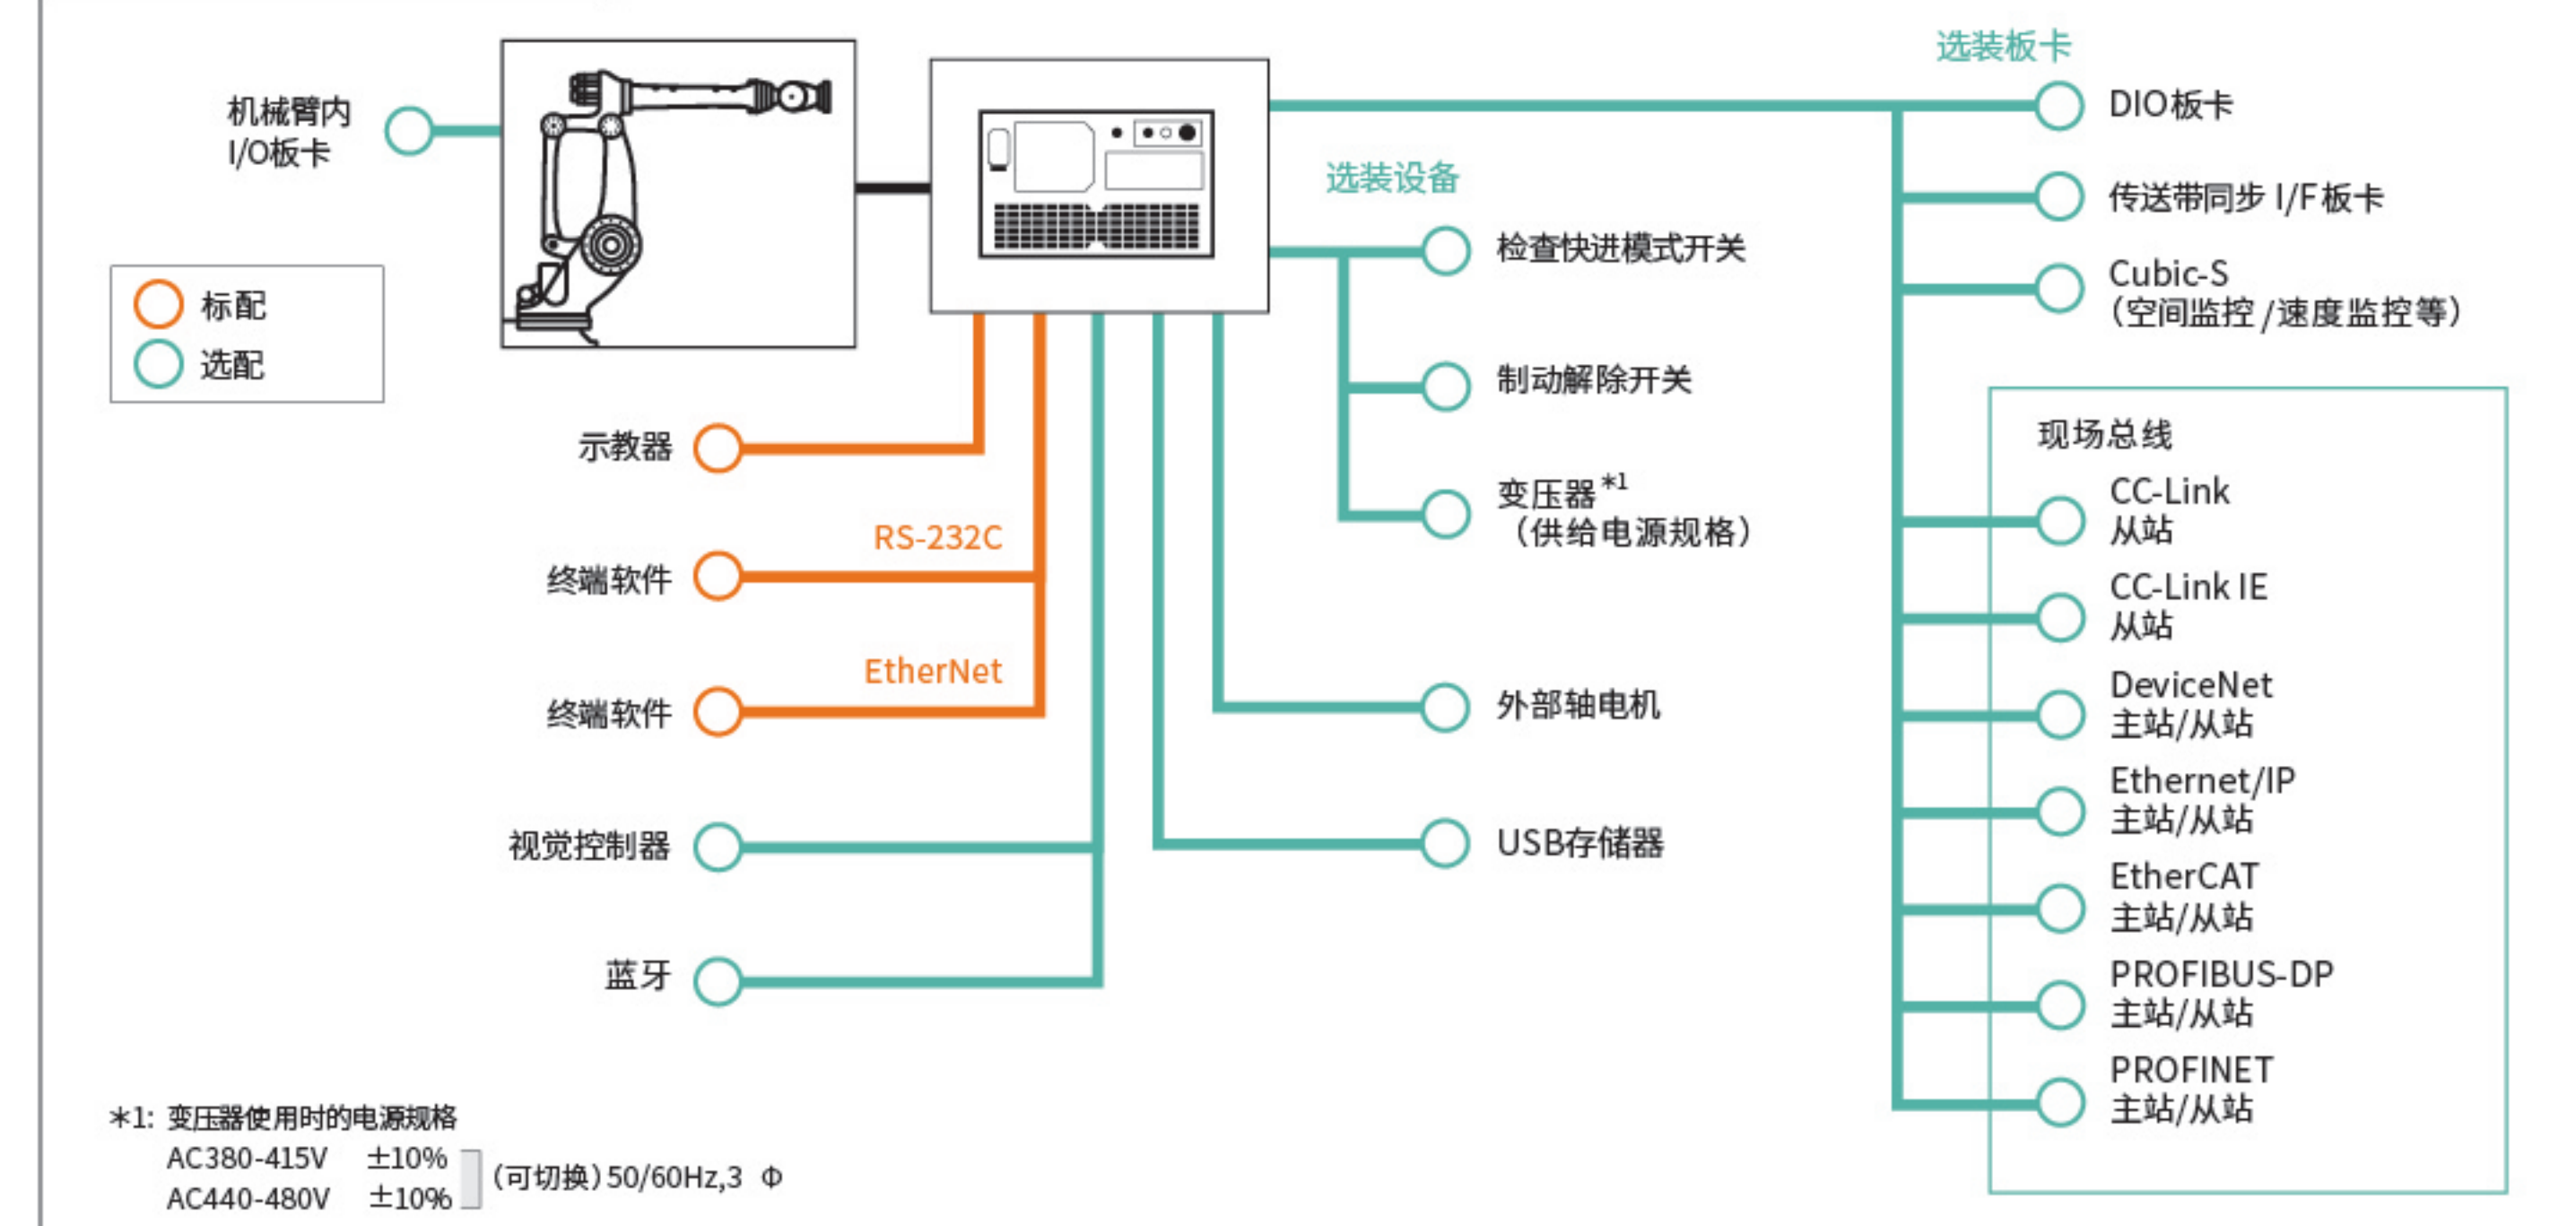 机械臂内
I/O板卡
标配
选配
示教器
RS-232C
终端软件
EtherNet
终端软件
视觉控制器
蓝牙
选装设备
检查快进模式开关
制动解除开关
变压器*1
（供给电源规格）
外部轴电机
USB存储器
选装板卡
DIO板卡
传送带同步 I/F板卡
Cubic-S
（空间监控/速度监控等）
现场总线
CC-Link
从站
CC-Link IE
从站
DeviceNet
主站/从站
Ethernet/IP
主站/从站
EtherCAT
主站/从站
PROFIBUS-DP
主站/从站
PROFINET
主站/从站
*1: 变压器使用时的电源规格
AC380-415V ±10%
AC440-480V ±10%
(可切换)50/60Hz,3 Φ